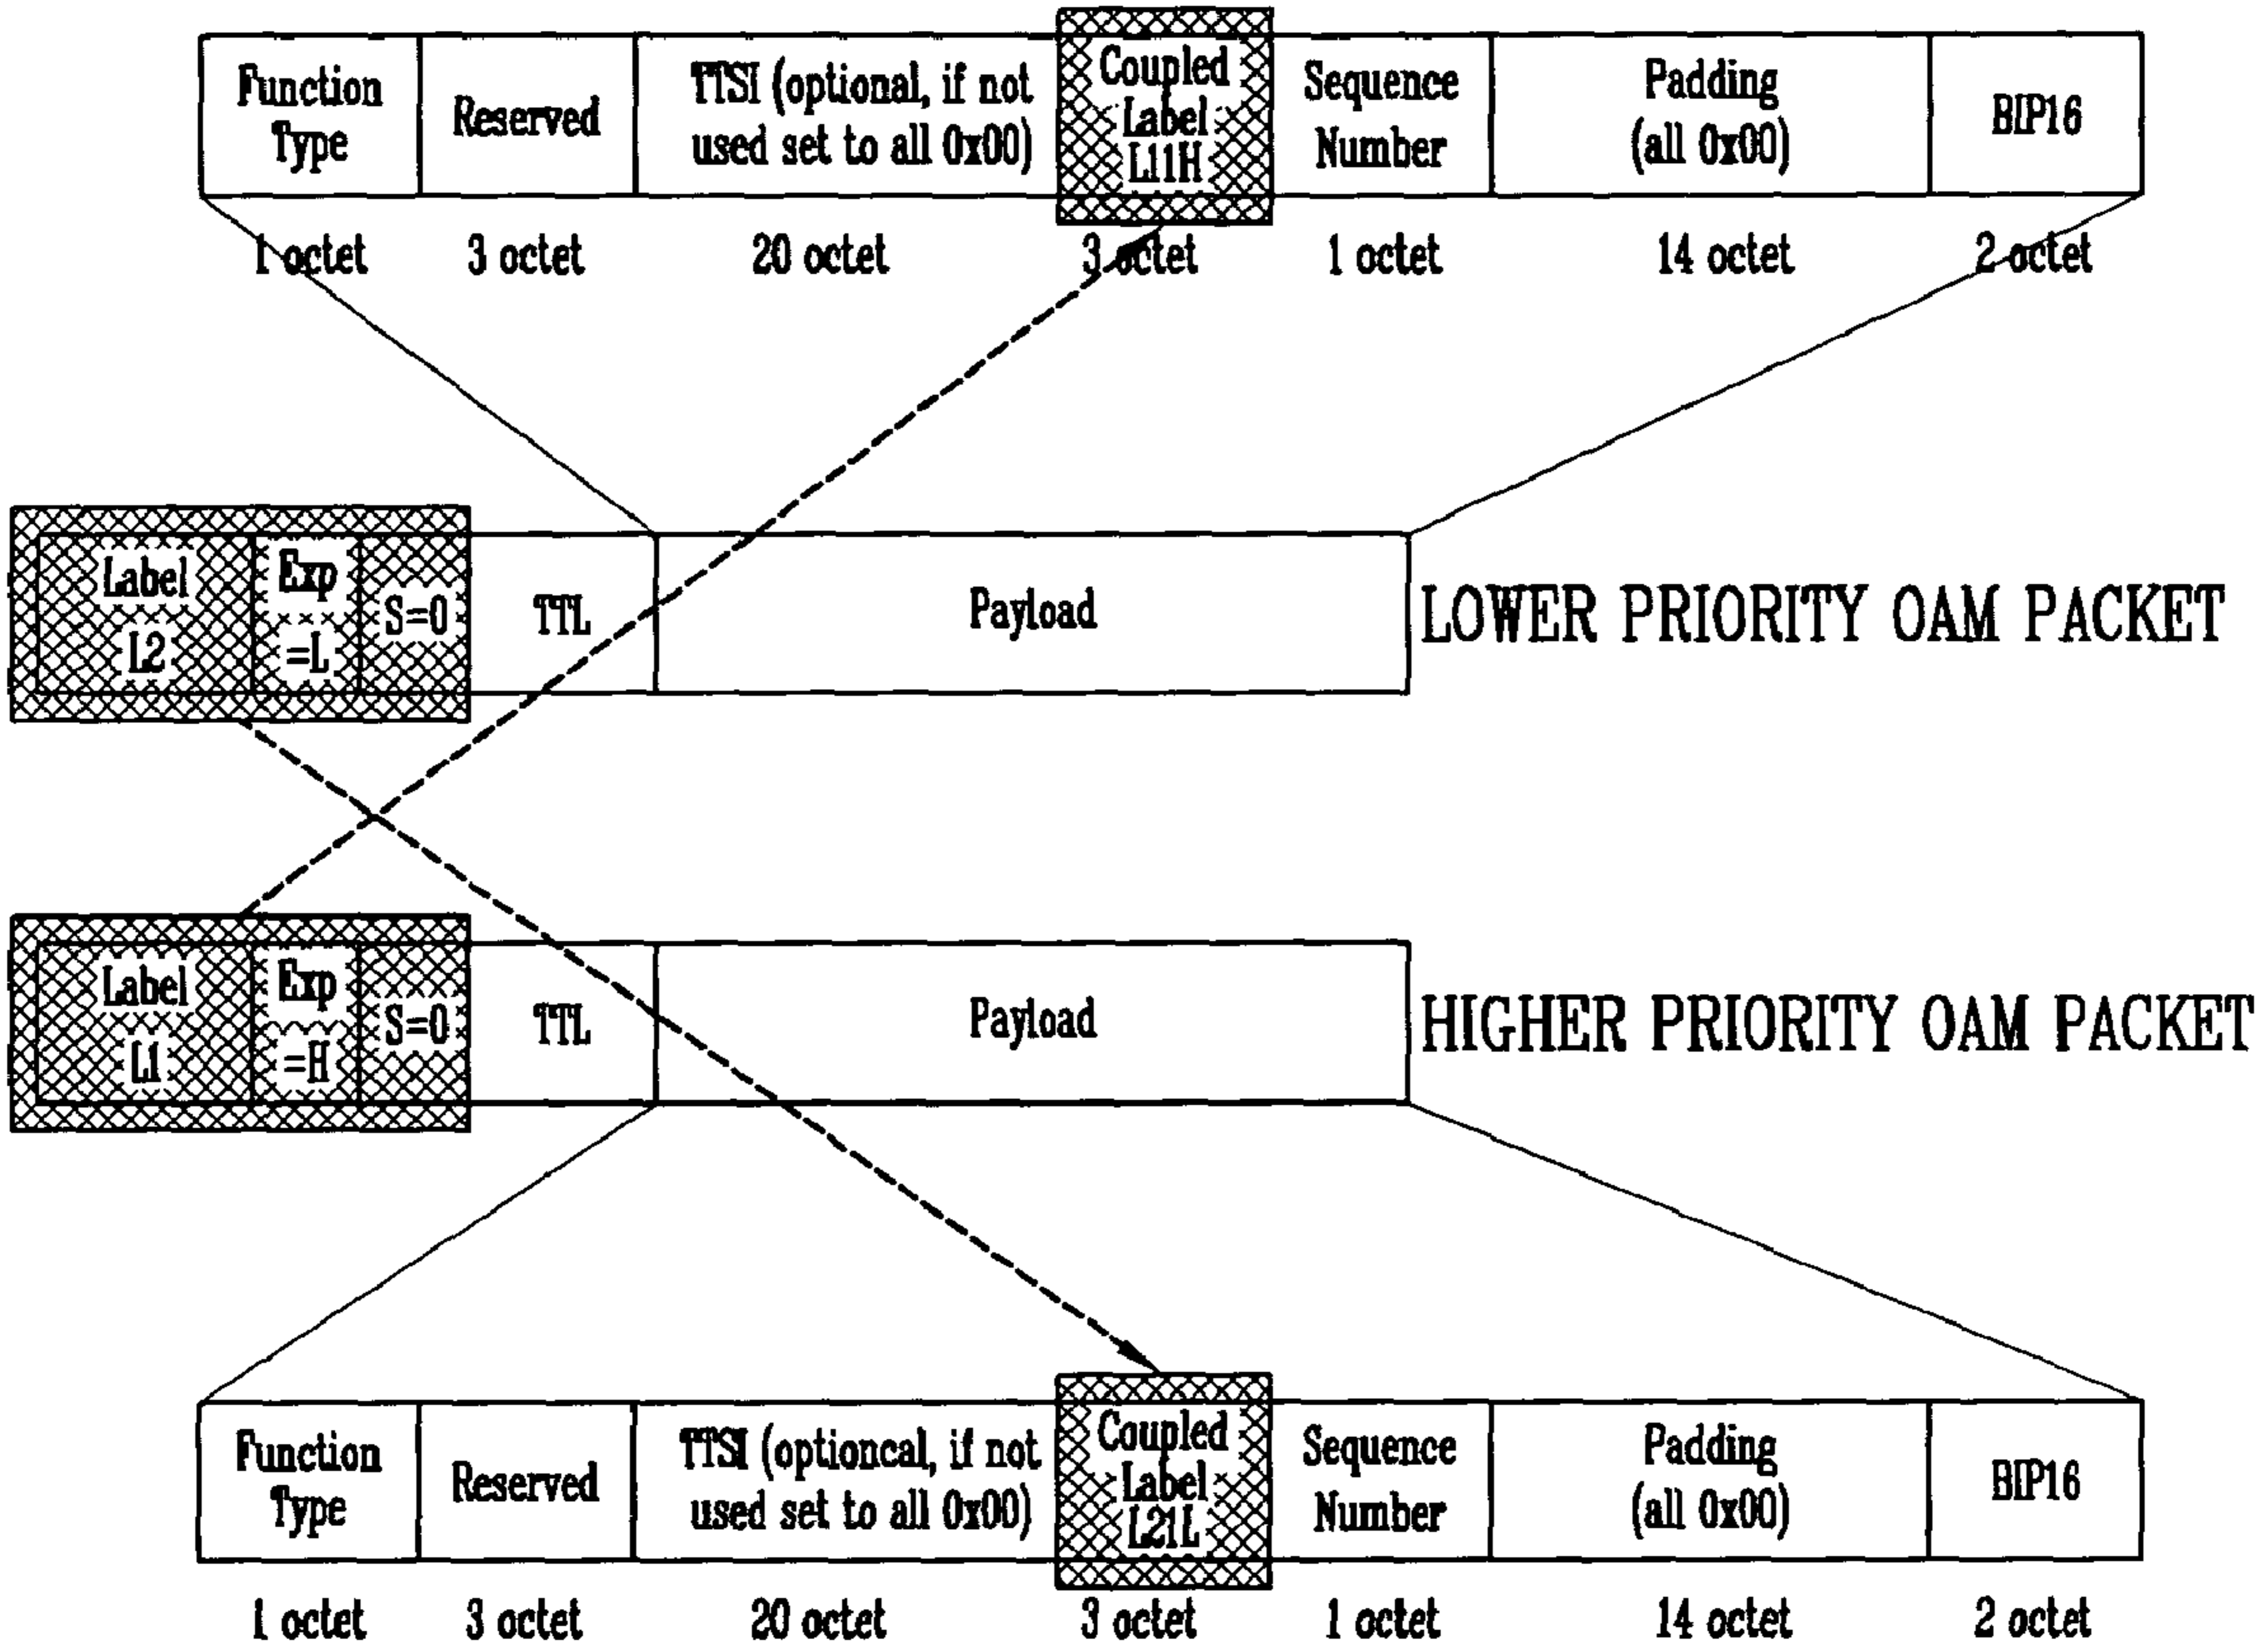 Function
Type
Reserved
TTSI (optional, if not
used set to all 0x00)
Coupled
Label
L11H
Sequence
Number
Padding
(all 0x00)
BIP16
1 octet
3 octet
20 octet
3 octet
1 octet
14 octet
2 octet
Label
L2
Exp
=L
S=0
TTL
Payload
LOWER PRIORITY OAM PACKET
Label
L1
Exp
=H
S=0
TTL
Payload
HIGHER PRIORITY OAM PACKET
Function
Type
Reserved
TTSI (optioncal, if not
used set to all 0x00)
Coupled
Label
L21L
Sequence
Number
Padding
(all 0x00)
BIP16
1 octet
3 octet
20 octet
3 octet
1 octet
14 octet
2 octet